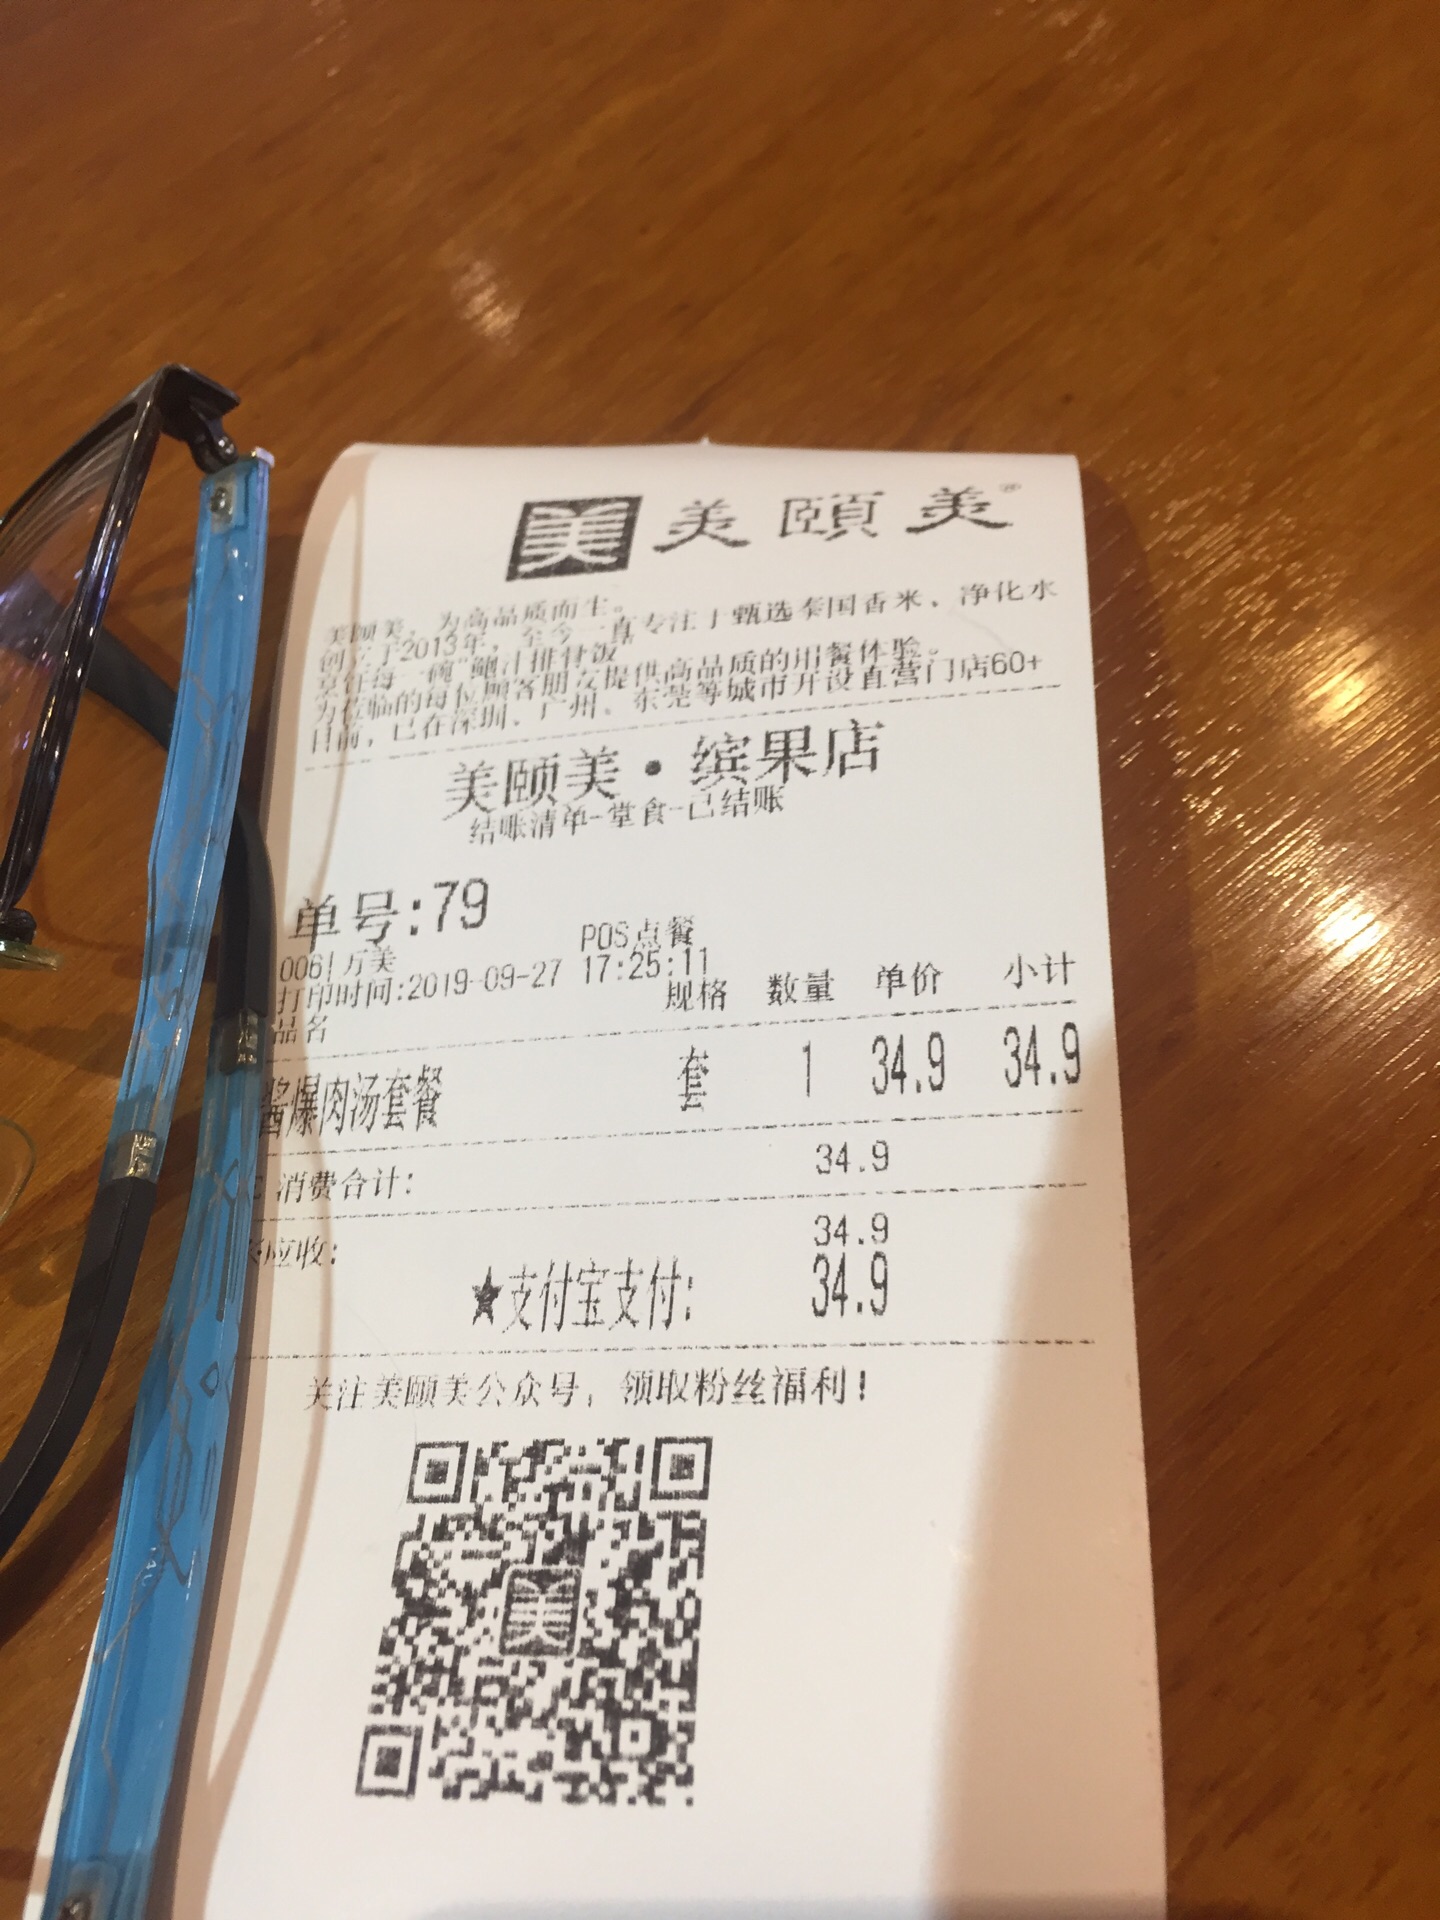 美 美颐美®
美颐美，为高品质而生。
创立于2013年，至今一直专注于甄选泰国香米、净化水
烹饪每一碗"鲍汁排骨饭"
为莅临的每位顾客朋友提供高品质的用餐体验。
目前，已在深圳、广州、东莞等城市开设直营门店60+
美颐美·缤果店
结账清单-堂食-已结账
单号:79
POS点餐
006|万美
打印时间:2019-09-27 17:25:11
品名 规格 数量 单价 小计
酱爆肉汤套餐 套 1 34.9 34.9
消费合计: 34.9
应收: 34.9
★支付宝支付: 34.9
关注美颐美公众号，领取粉丝福利!
美